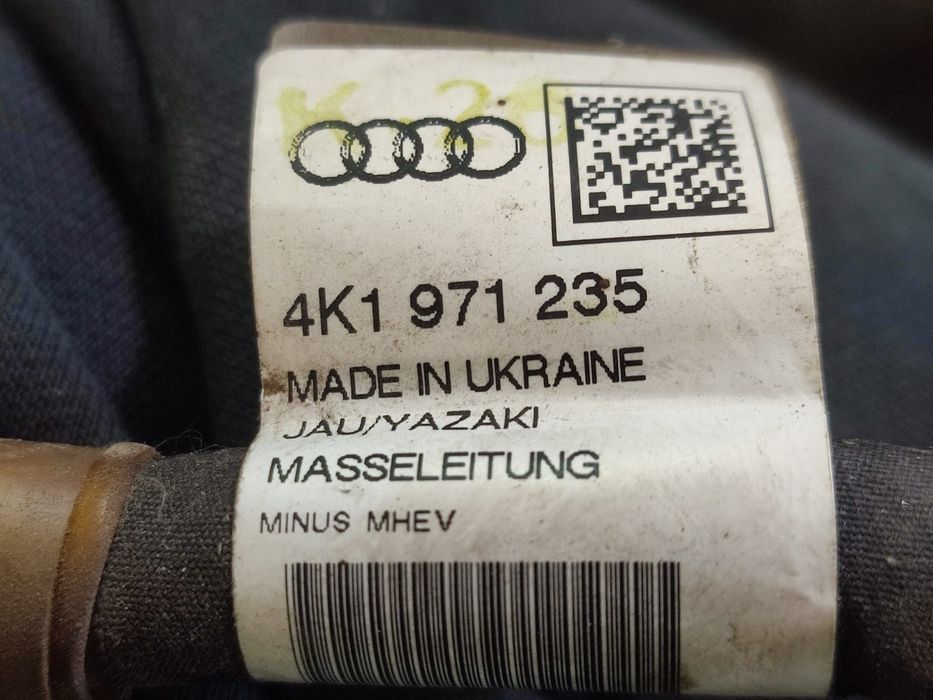 4K1 971 235
MADE IN UKRAINE
JAU/YAZAKI
MASSELEITUNG
MINUS MHEV